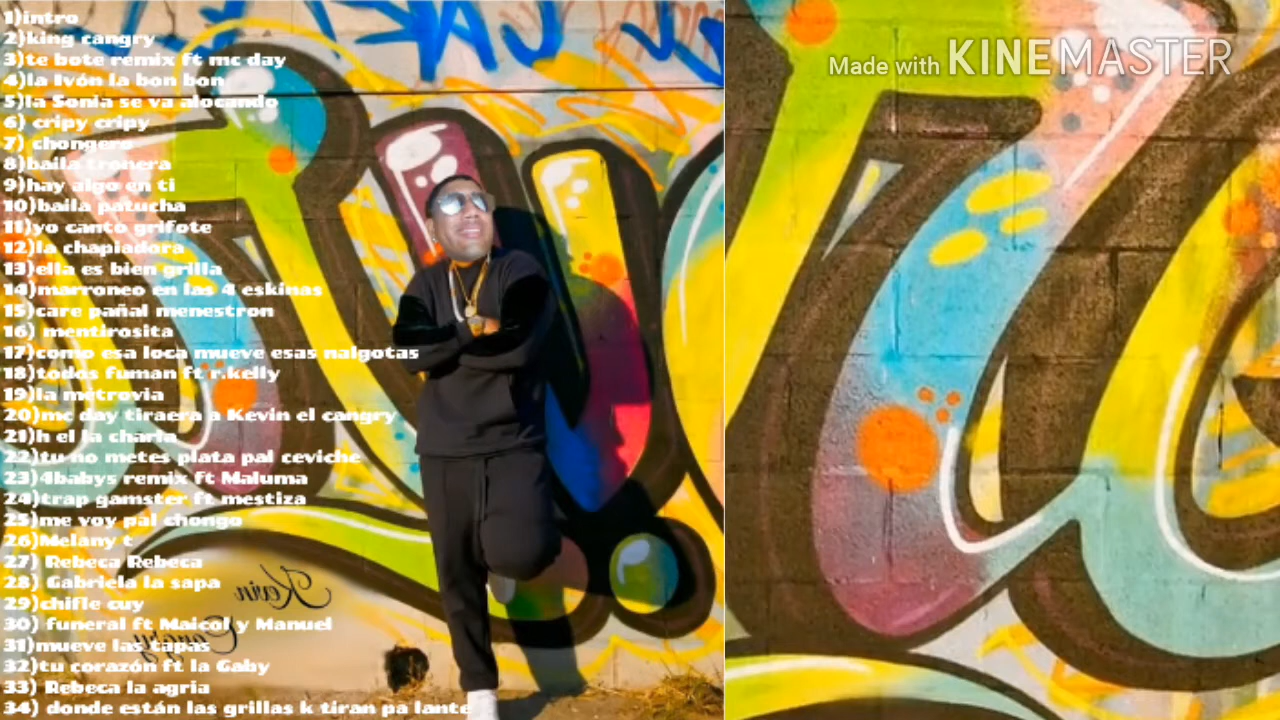 1)intro
2)king cangry
3)te bote remix ft mc day
4)la Ivón la bon bon
5)la Sonia se va alocando
6) cripy cripy
7) chongero
8)baila tronera
9)hay algo en ti
10)baila patucha
11)yo canto grifote
12)la chapiadora
13)ella es bien grilla
14)marroneo en las 4 eskinas
15)care pañal menestron
16) mentirosita
17)como esa loca mueve esas nalgotas
18)todos fuman ft r.kelly
19)la metrovia
20)mc day tiraera a Kevin el cangry
21)h el la charla
22)tu no metes plata pal ceviche
23)4babys remix ft Maluma
24)trap gamster ft mestiza
25)me voy pal chongo
26)Melany t
27) Rebeca Rebeca
28) Gabriela la sapa
29)chifle cuy
30) funeral ft Maicol y Manuel
31)mueve las tapas
32)tu corazón ft la Gaby
33) Rebeca la agria
34) donde están las grillas k tiran pa lante
Kevin
Cangry
Made with KINEMASTER